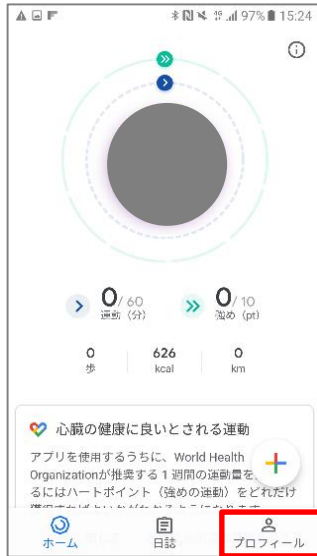 97% 15:24
0/ 60
運動 (分)
0/ 10
強め (pt)
0
歩
626
kcal
0
km
心臓の健康に良いとされる運動
アプリを使用するうちに、World Health
Organizationが推奨する 1 週間の運動量を
るにはハートポイント（強めの運動）をどれだけ
ホーム
日誌
プロフィール